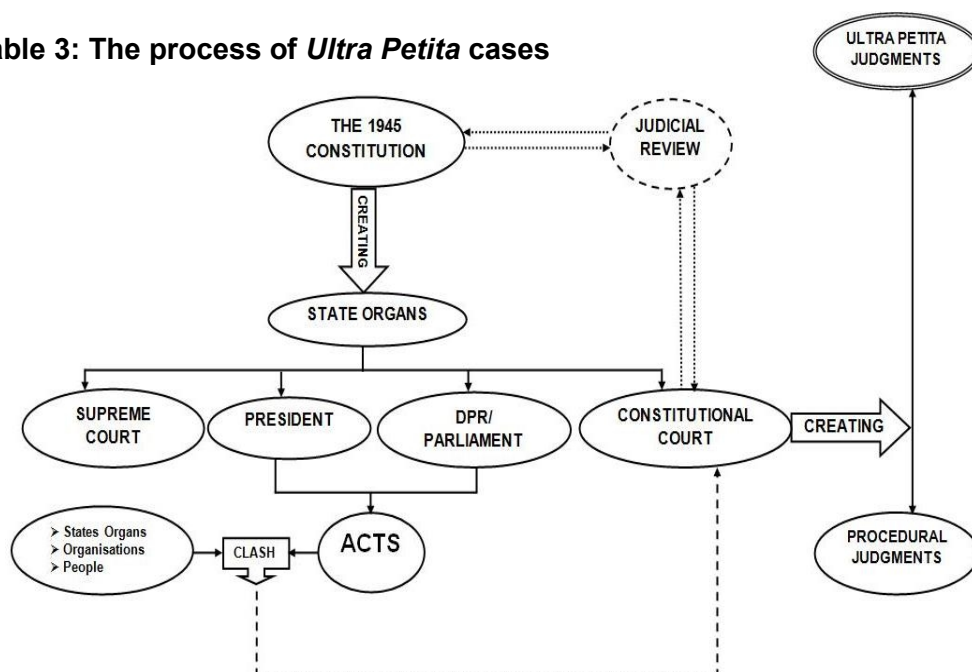 able 3: The process of Ultra Petita cases
ULTRA PETITA
JUDGMENTS
THE 1945
CONSTITUTION
JUDICIAL
REVIEW
CREATING
STATE ORGANS
SUPREME
COURT
PRESIDENT
DPR/
PARLIAMENT
CONSTITUTIONAL
COURT
CREATING
➢ States Organs
➢ Organisations
➢ People
CLASH
ACTS
PROCEDURAL
JUDGMENTS